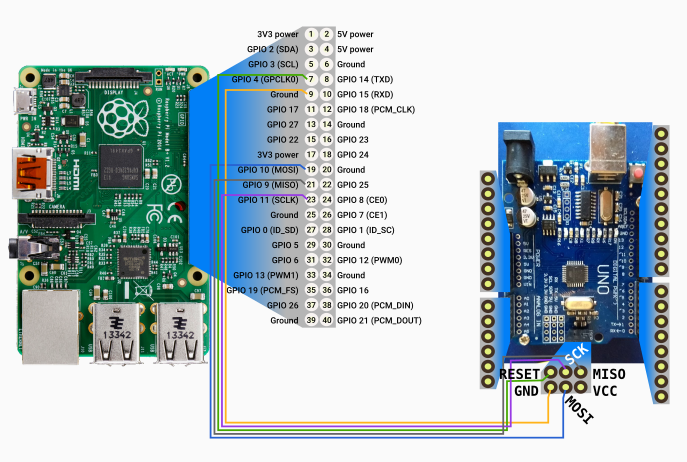 3V3 power 1 2 5V power
GPIO 2 (SDA) 3 4 5V power
GPIO 3 (SCL) 5 6 Ground
GPIO 4 (GPCLK0) 7 8 GPIO 14 (TXD)
Ground 9 10 GPIO 15 (RXD)
GPIO 17 11 12 GPIO 18 (PCM_CLK)
GPIO 27 13 14 Ground
GPIO 22 15 16 GPIO 23
3V3 power 17 18 GPIO 24
GPIO 10 (MOSI) 19 20 Ground
GPIO 9 (MISO) 21 22 GPIO 25
GPIO 11 (SCLK) 23 24 GPIO 8 (CE0)
Ground 25 26 GPIO 7 (CE1)
GPIO 0 (ID_SD) 27 28 GPIO 1 (ID_SC)
GPIO 5 29 30 Ground
GPIO 6 31 32 GPIO 12 (PWM0)
GPIO 13 (PWM1) 33 34 Ground
GPIO 19 (PCM_FS) 35 36 GPIO 16
GPIO 26 37 38 GPIO 20 (PCM_DIN)
Ground 39 40 GPIO 21 (PCM_DOUT)
DISPLAY
HDMI
CAMERA
A/V
FC
CE
13342
13342
UNO
POWER
ANALOG IN
SCK
RESET MISO
GND VCC
MOSI